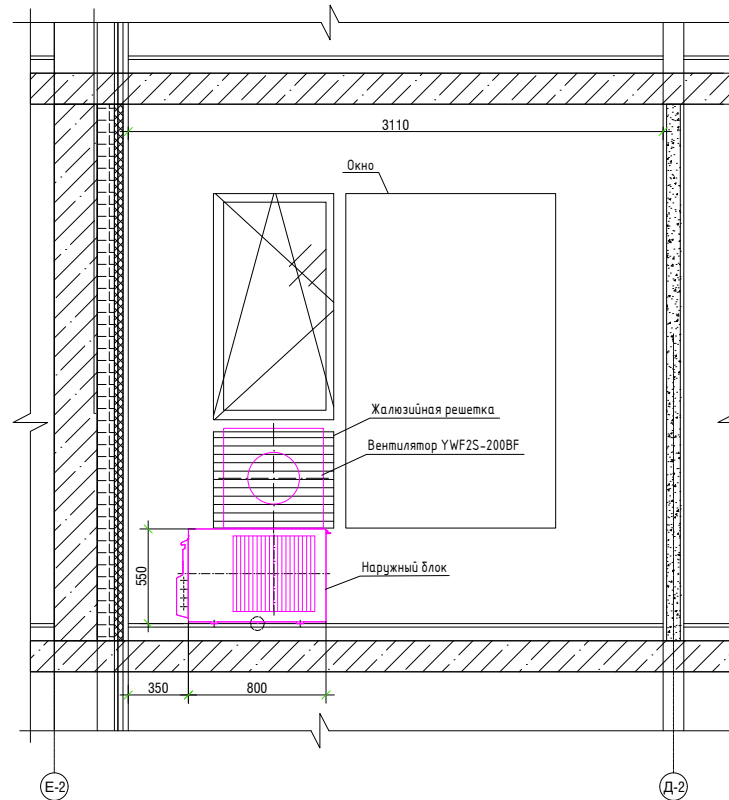 3110
Окно
Жалюзийная решетка
Вентилятор YWF2S-200BF
550
Наружный блок
350
800
Е-2
Д-2